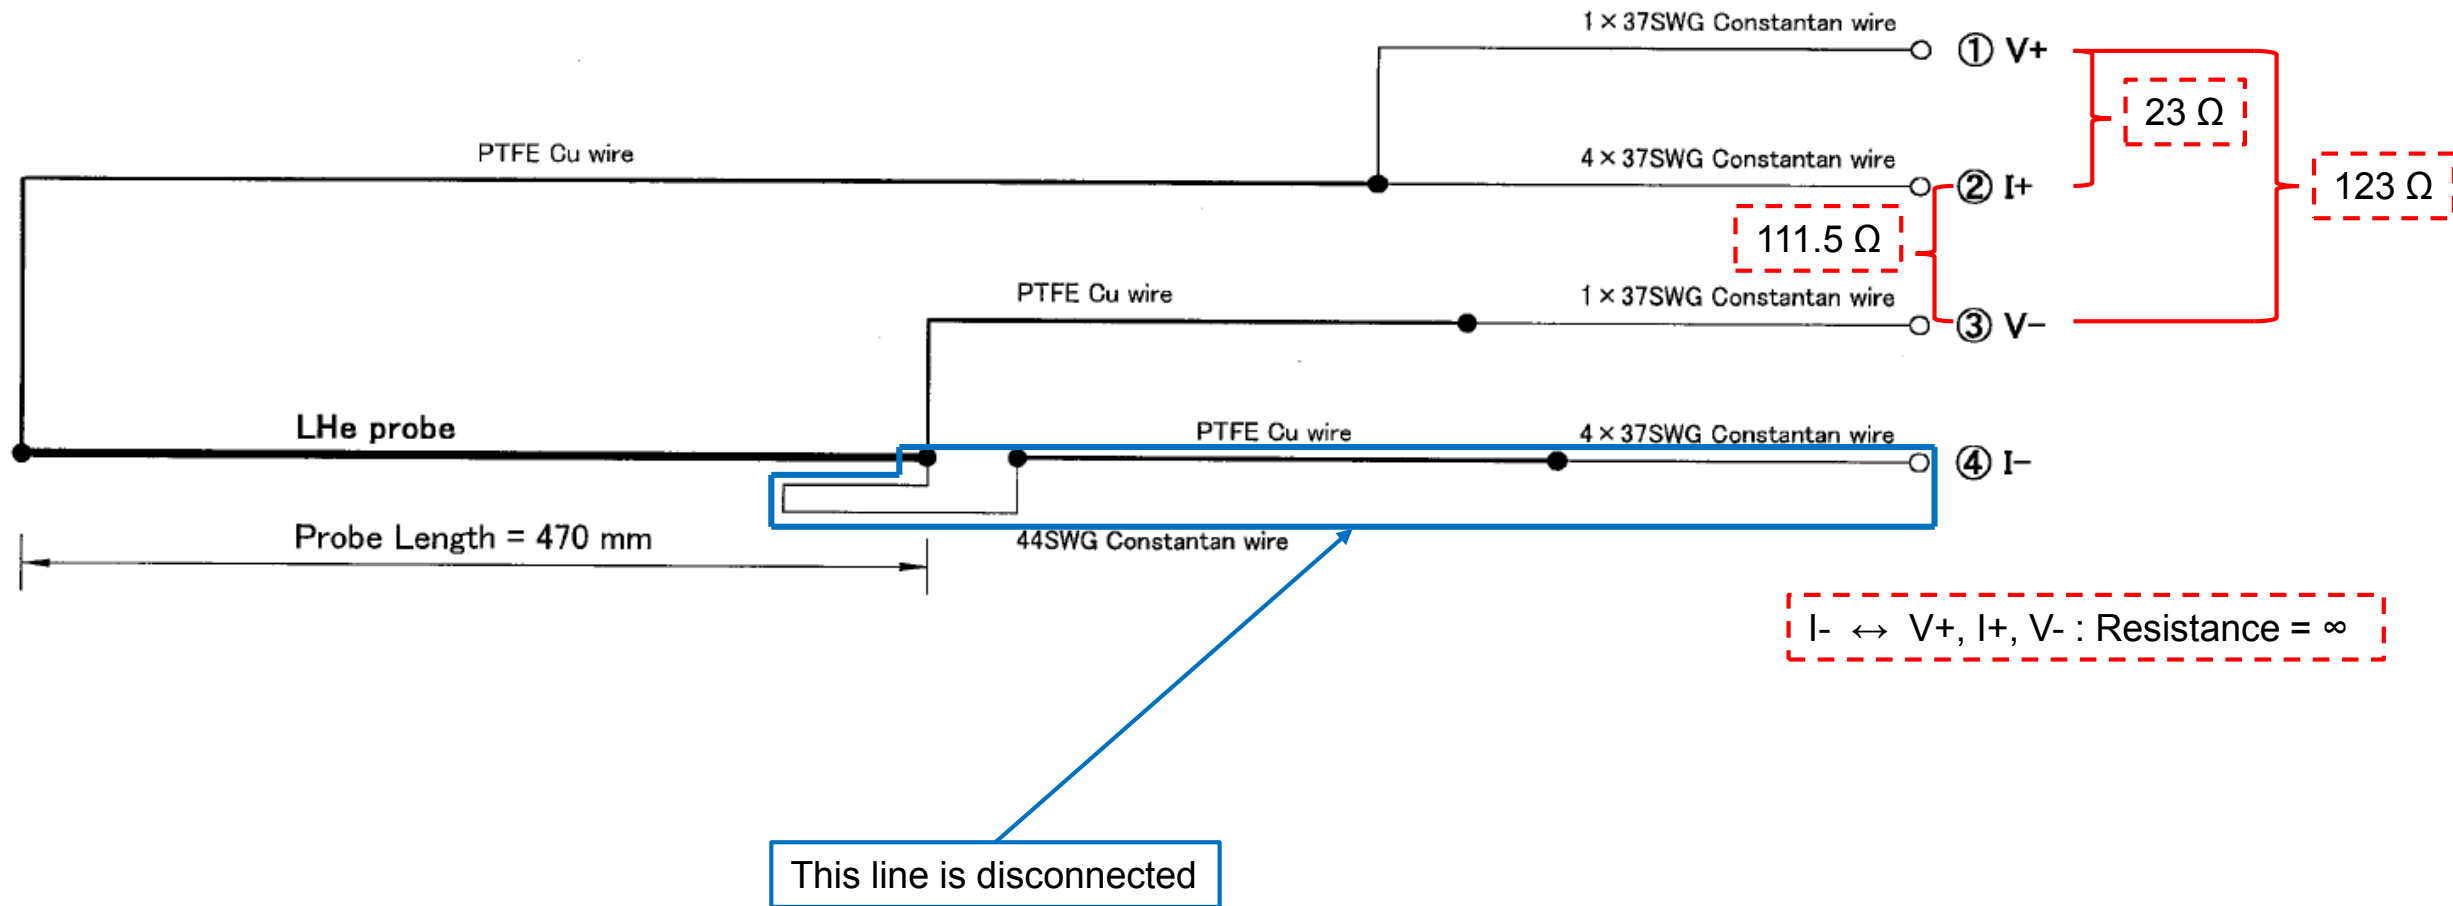 1×37SWG Constantan wire
① V+
23 Ω
PTFE Cu wire
4×37SWG Constantan wire
② I+
123 Ω
111.5 Ω
PTFE Cu wire
1×37SWG Constantan wire
③ V-
LHe probe
PTFE Cu wire
4×37SWG Constantan wire
④ I-
Probe Length = 470 mm
44SWG Constantan wire
I- ↔ V+, I+, V- : Resistance = ∞
This line is disconnected